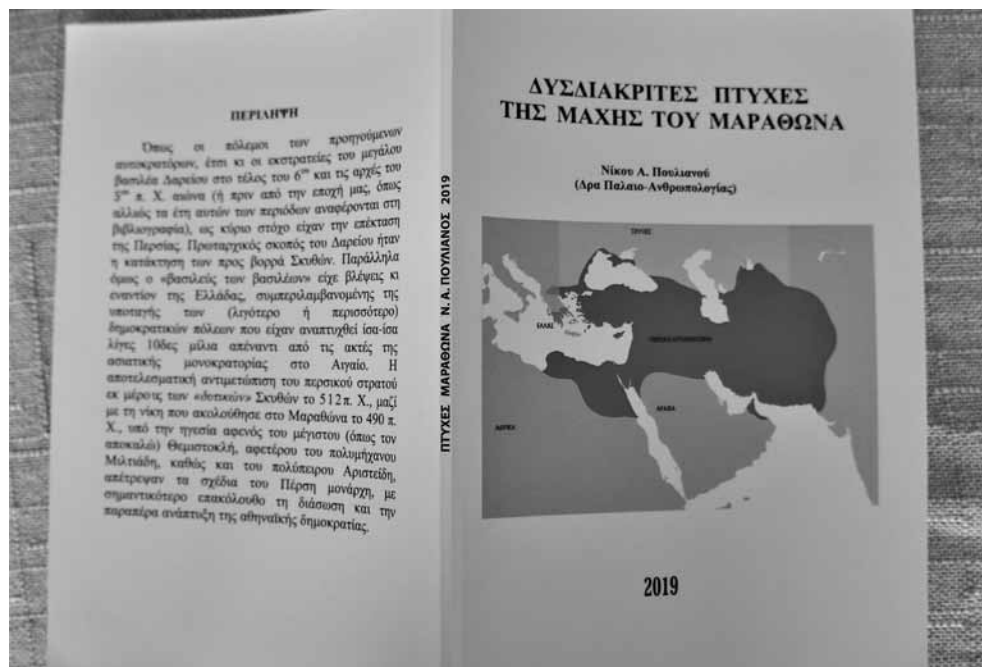 ΠΕΡΙΛΗΨΗ
Όπως οι πόλεμοι των προηγούμενων
αυτοκρατόρων, έτσι κι οι εκστρατείες του μεγάλου
βασιλέα Δαρείου στο τέλος του 6ου και τις αρχές του
5ου π. Χ. αιώνα (ή πριν από την εποχή μας, όπως
αλλιώς τα έτη αυτών των περιόδων αναφέρονται στη
βιβλιογραφία), ως κύριο στόχο είχαν την επέκταση
της Περσίας. Πρωταρχικός σκοπός του Δαρείου ήταν
η κατάκτηση των προς βορρά Σκυθών. Παράλληλα
όμως ο «βασιλεύς των βασιλέων» είχε βλέψεις κι
εναντίον της Ελλάδας, συμπεριλαμβανομένης της
υποταγής των (λιγότερο ή περισσότερο)
δημοκρατικών πόλεων που είχαν αναπτυχθεί ίσα-ίσα
λίγες 10δες μίλια απέναντι από τις ακτές της
ασιατικής μονοκρατορίας στο Αιγαίο. Η
αποτελεσματική αντιμετώπιση του περσικού στρατού
εκ μέρους των «δυτικών» Σκυθών το 512 π. Χ., μαζί
με τη νίκη που ακολούθησε στο Μαραθώνα το 490 π.
Χ., υπό την ηγεσία αφενός του μέγιστου (όπως τον
αποκαλώ) Θεμιστοκλή, αφετέρου του πολυμήχανου
Μιλτιάδη, καθώς και του πολύπειρου Αριστείδη,
απέτρεψαν τα σχέδια του Πέρση μονάρχη, με
σημαντικότερο επακόλουθο τη διάσωση και την
παραπέρα ανάπτυξη της αθηναϊκής δημοκρατίας.
ΠΤΥΧΕΣ ΜΑΡΑΘΩΝΑ Ν. Α. ΠΟΥΛΙΑΝΟΣ 2019
ΔΥΣΔΙΑΚΡΙΤΕΣ ΠΤΥΧΕΣ
ΤΗΣ ΜΑΧΗΣ ΤΟΥ ΜΑΡΑΘΩΝΑ
Νίκου Α. Πουλιανού
(Δρα Παλαιο-Ανθρωπολογίας)
ΕΛΛΑΣ
ΑΡΑΒΙΑ
2019